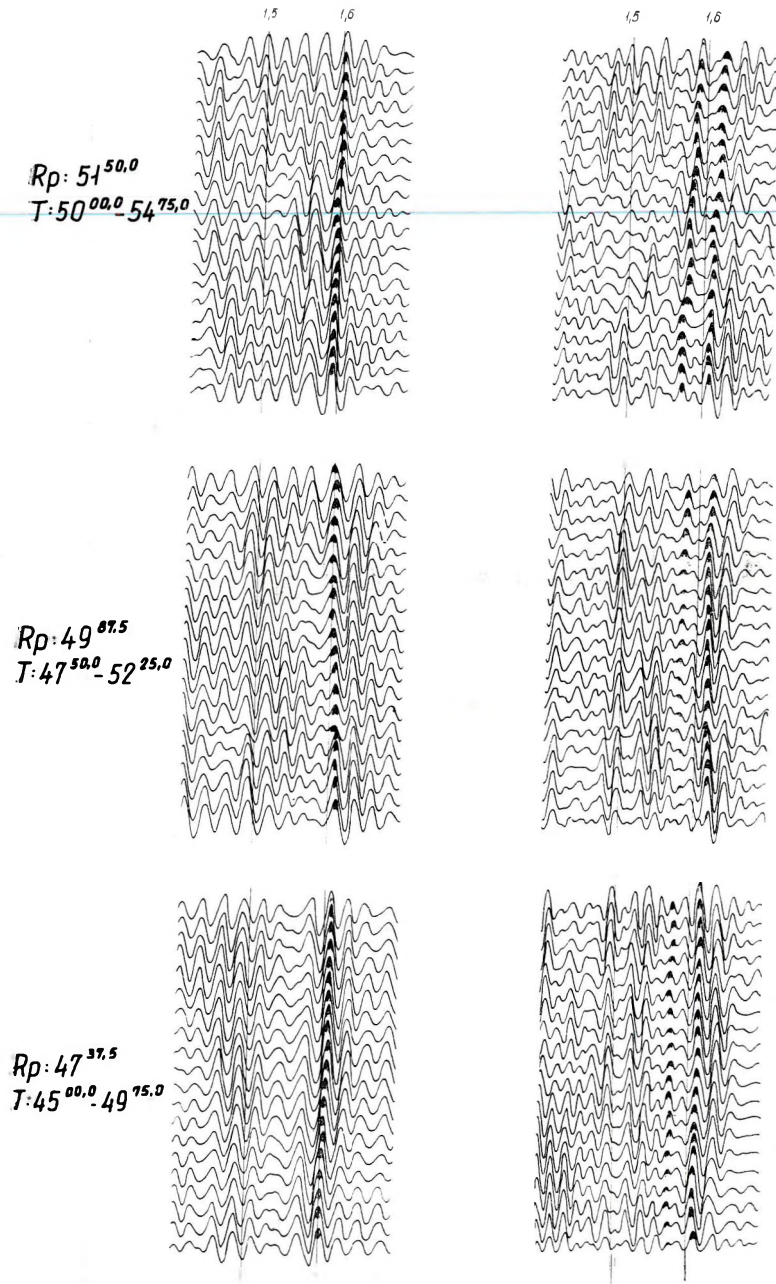 1,5 1,6 1,5 1,6
Rp: 51 50,0
T: 50 00,0 - 54 75,0
Rp: 49 87,5
T: 47 50,0 - 52 25,0
Rp: 47 37,5
T: 45 00,0 - 49 75,0